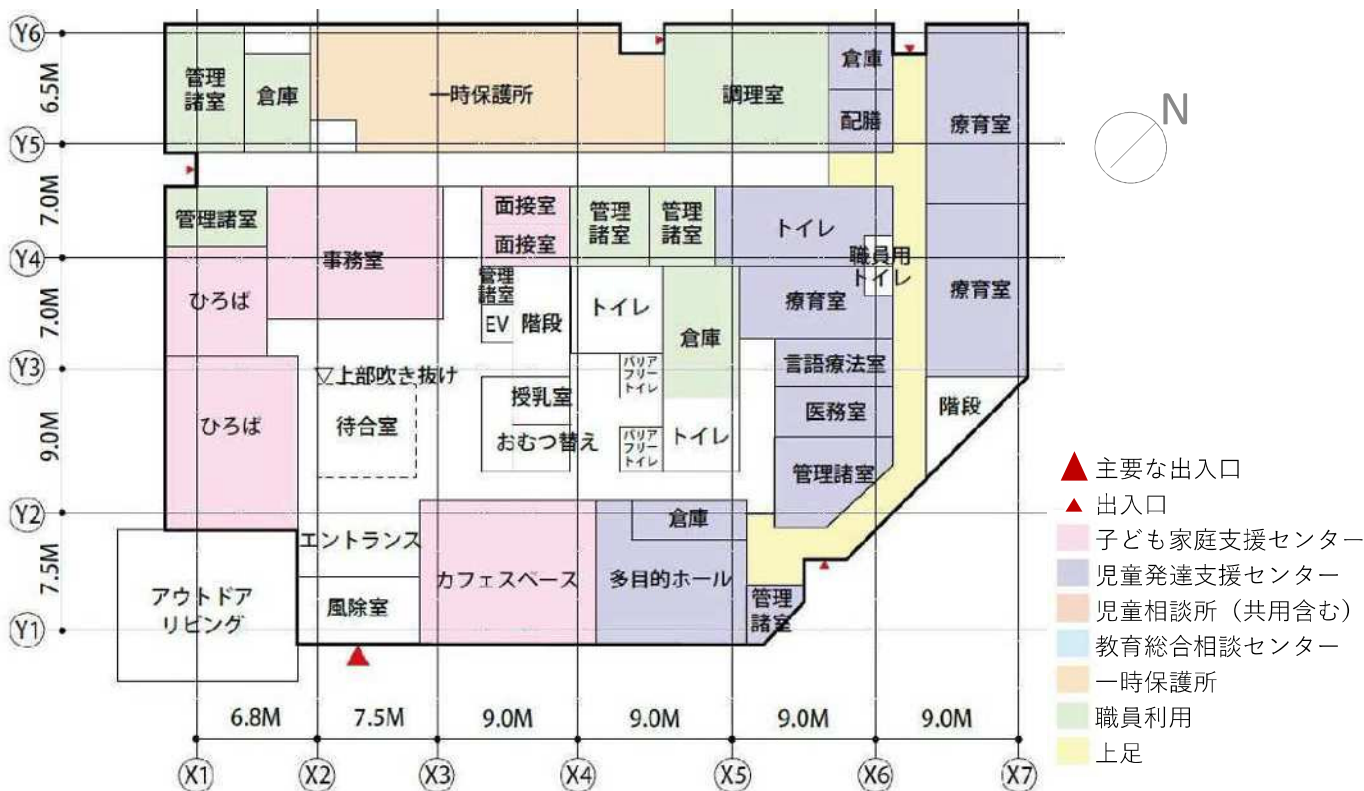 Y6
Y5
Y4
Y3
Y2
Y1
6.5M
7.0M
7.0M
9.0M
7.5M
管理
諸室
倉庫
一時保護所
調理室
倉庫
配膳
療育室
管理諸室
事務室
面接室
面接室
管理
諸室
管理
諸室
トイレ
職員用
トイレ
療育室
ひろば
管理
諸室
EV
階段
トイレ
倉庫
療育室
▽上部吹き抜け
バリア
フリー
トイレ
言語療法室
ひろば
待合室
授乳室
おむつ替え
バリア
フリー
トイレ
トイレ
医務室
管理諸室
階段
エントランス
カフェスペース
倉庫
多目的ホール
アウトドア
リビング
風除室
管理
諸室
6.8M
7.5M
9.0M
9.0M
9.0M
9.0M
X1
X2
X3
X4
X5
X6
X7
N
主要な出入口
出入口
子ども家庭支援センター
児童発達支援センター
児童相談所（共用含む）
教育総合相談センター
一時保護所
職員利用
上足